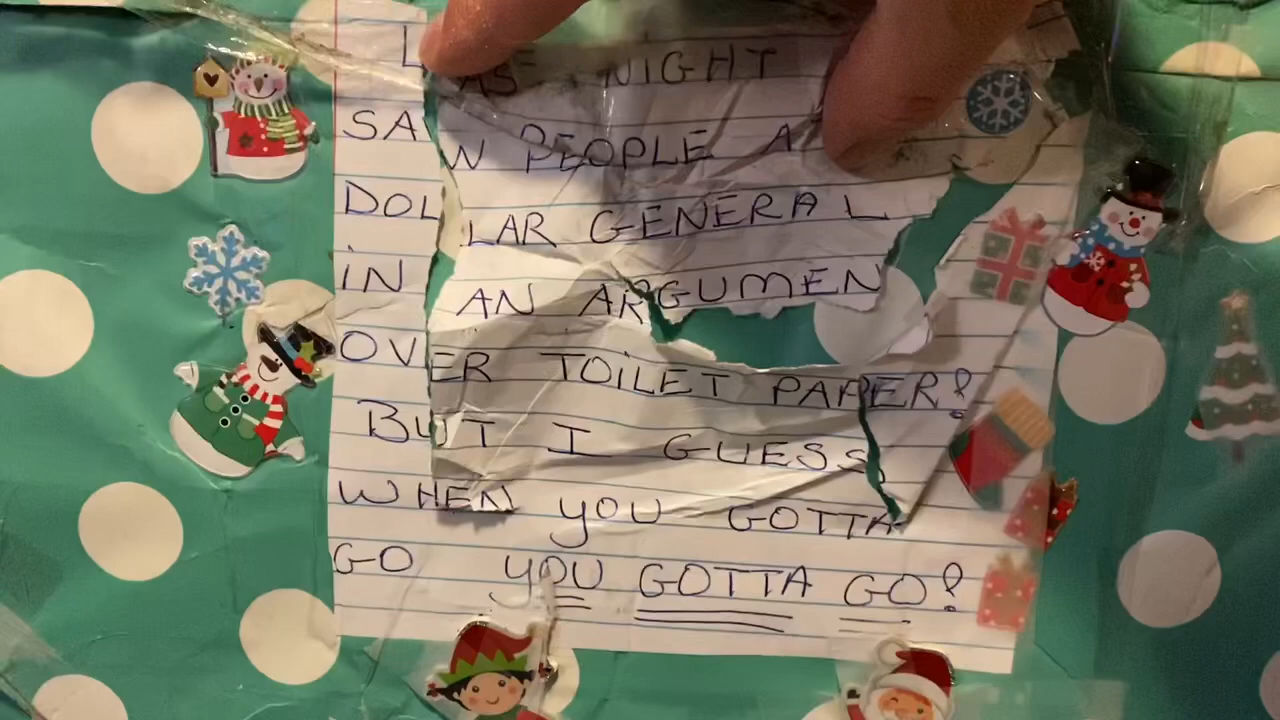 LAS NIGHT
SAW PEOPLE A
DOLLAR GENERAL
IN AN ARGUMEN
OVER TOILET PAPER!
BUT I GUESS
WHEN YOU GOTTA
GO YOU GOTTA GO!